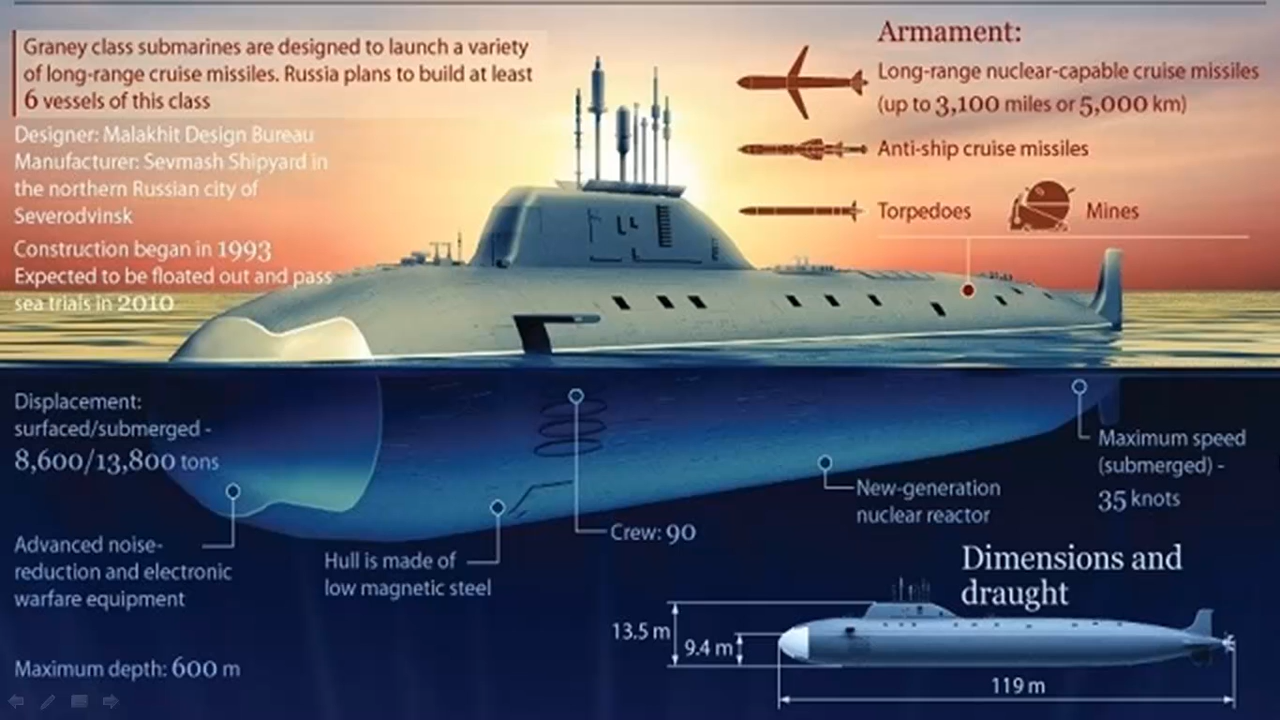 Graney class submarines are designed to launch a variety
of long-range cruise missiles. Russia plans to build at least
6 vessels of this class
Designer: Malakhit Design Bureau
Manufacturer: Sevmash Shipyard in
the northern Russian city of
Severodvinsk
Construction began in 1993
Expected to be floated out and pass
sea trials in 2010
Armament:
Long-range nuclear-capable cruise missiles
(up to 3,100 miles or 5,000 km)
Anti-ship cruise missiles
Torpedoes
Mines
Displacement:
surfaced/submerged -
8,600/13,800 tons
Advanced noise-
reduction and electronic
warfare equipment
Maximum depth: 600 m
Hull is made of
low magnetic steel
Crew: 90
New-generation
nuclear reactor
Maximum speed
(submerged) -
35 knots
Dimensions and
draught
13.5 m
9.4 m
119 m